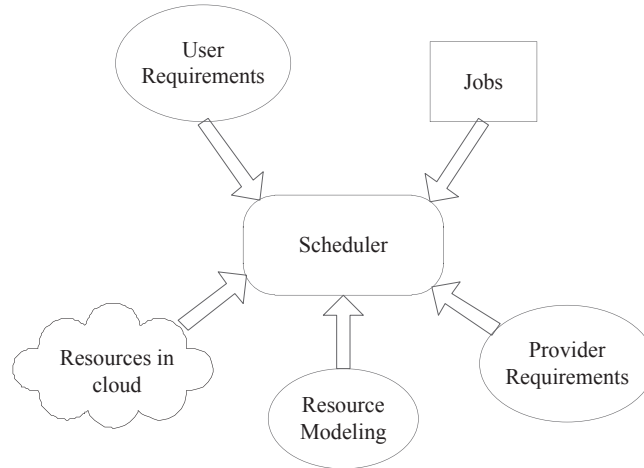 User
Requirements
Jobs
Scheduler
Resources in
cloud
Provider
Requirements
Resource
Modeling